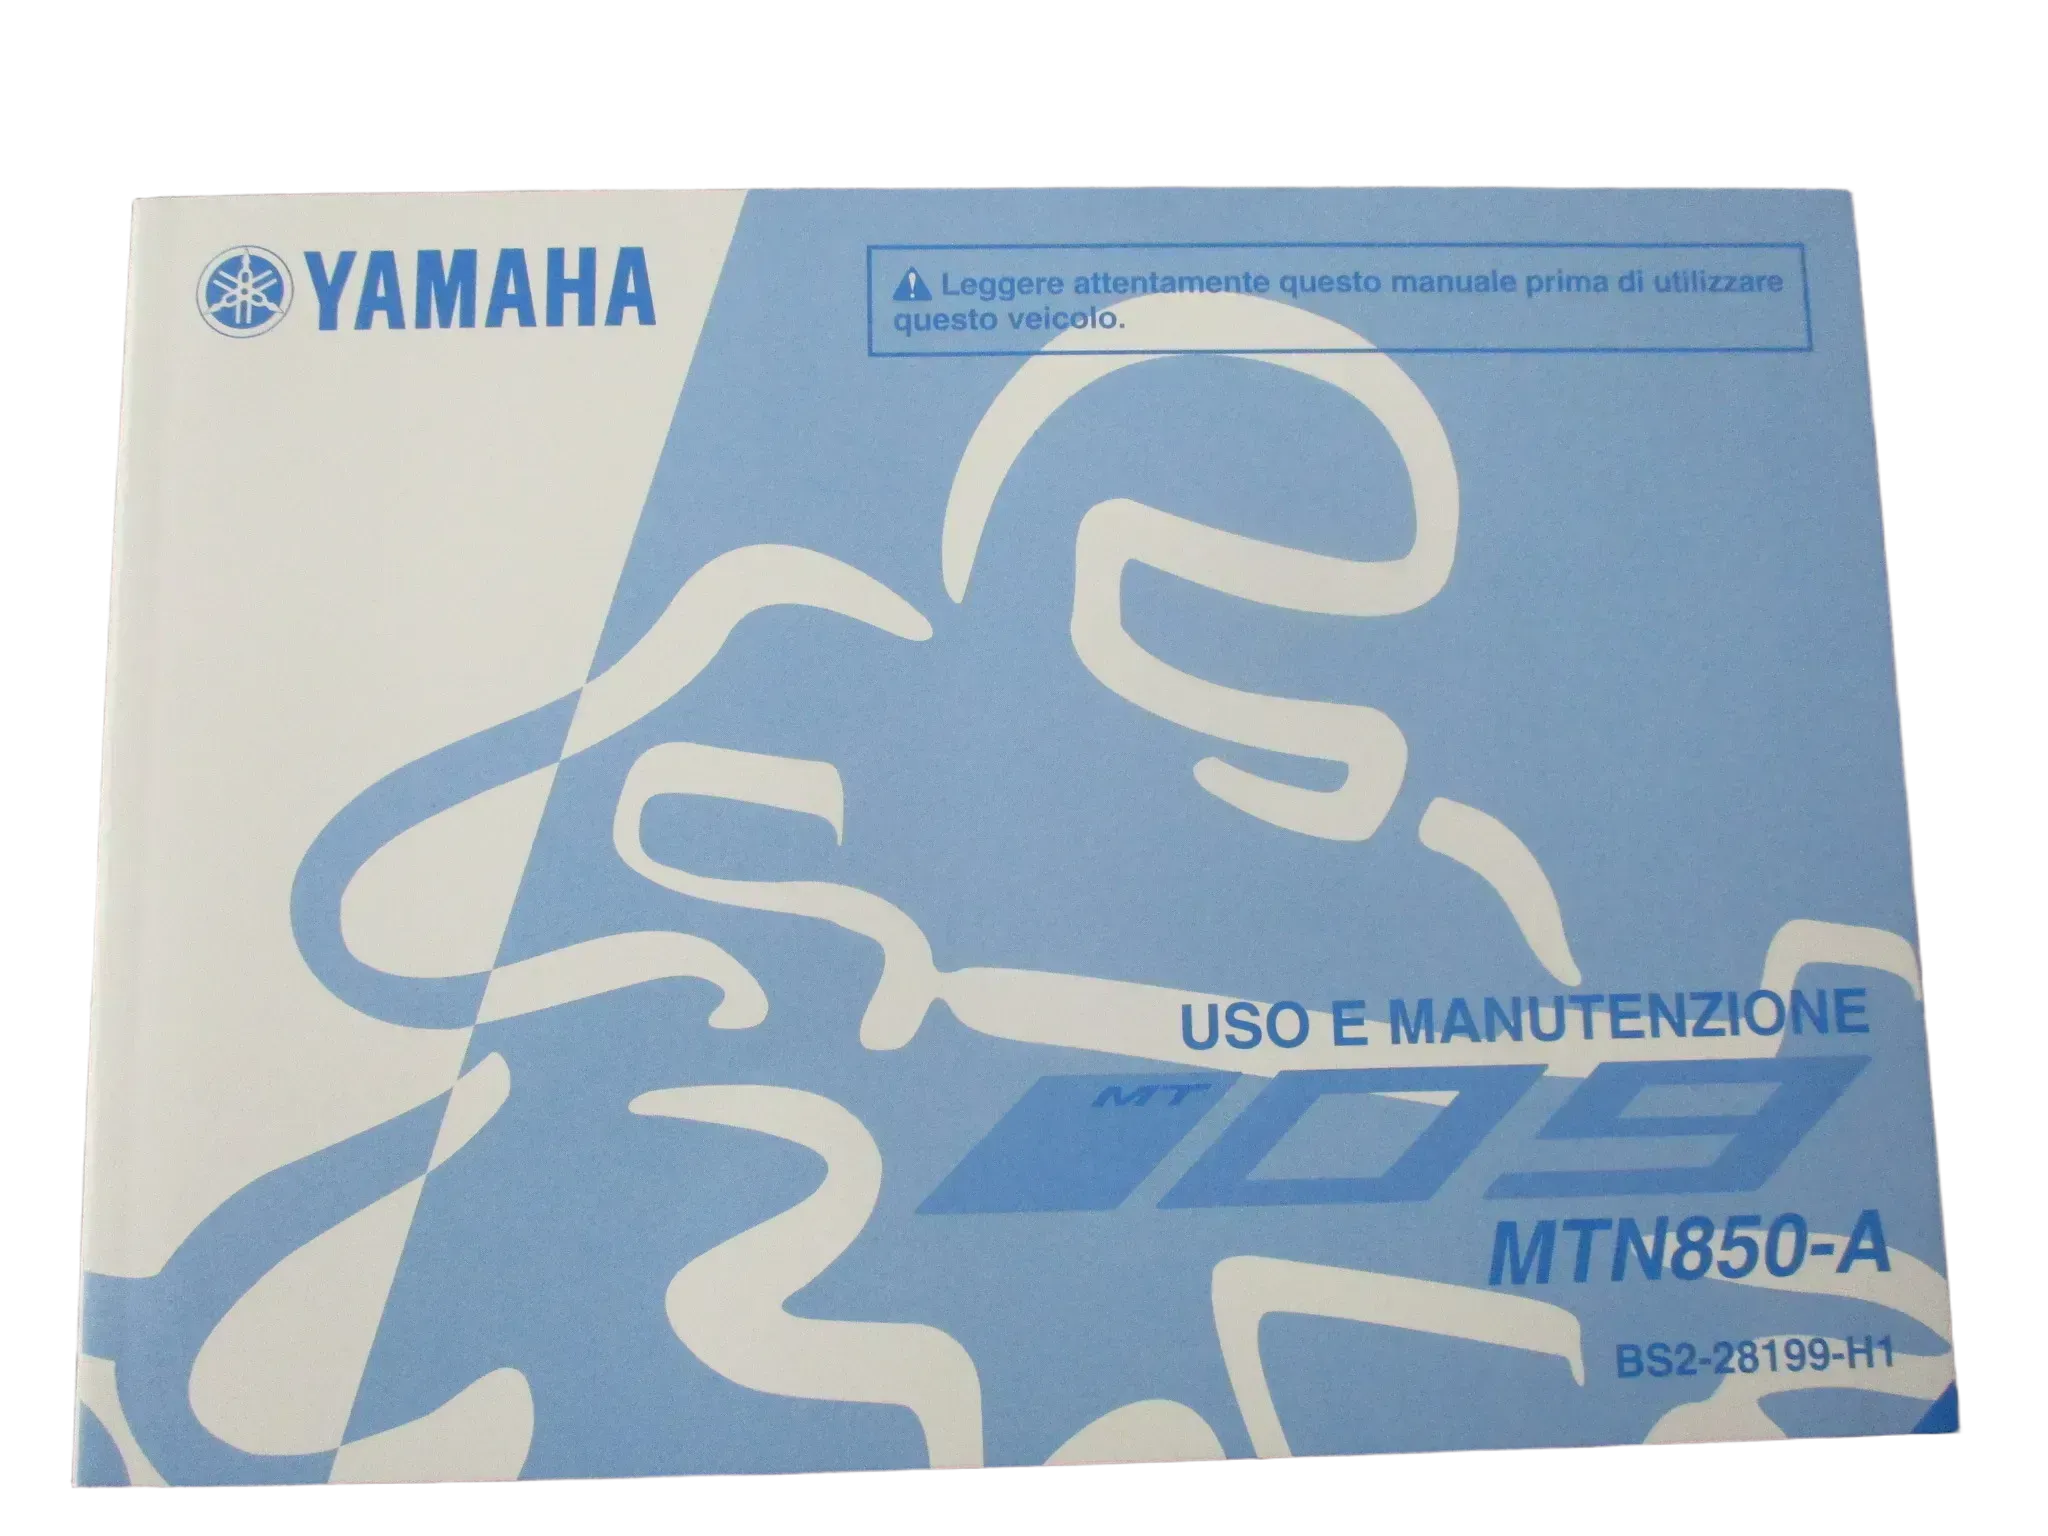 YAMAHA
Leggere attentamente questo manuale prima di utilizzare
questo veicolo.
USO E MANUTENZIONE
MT 09
MTN850-A
BS2-28199-H1